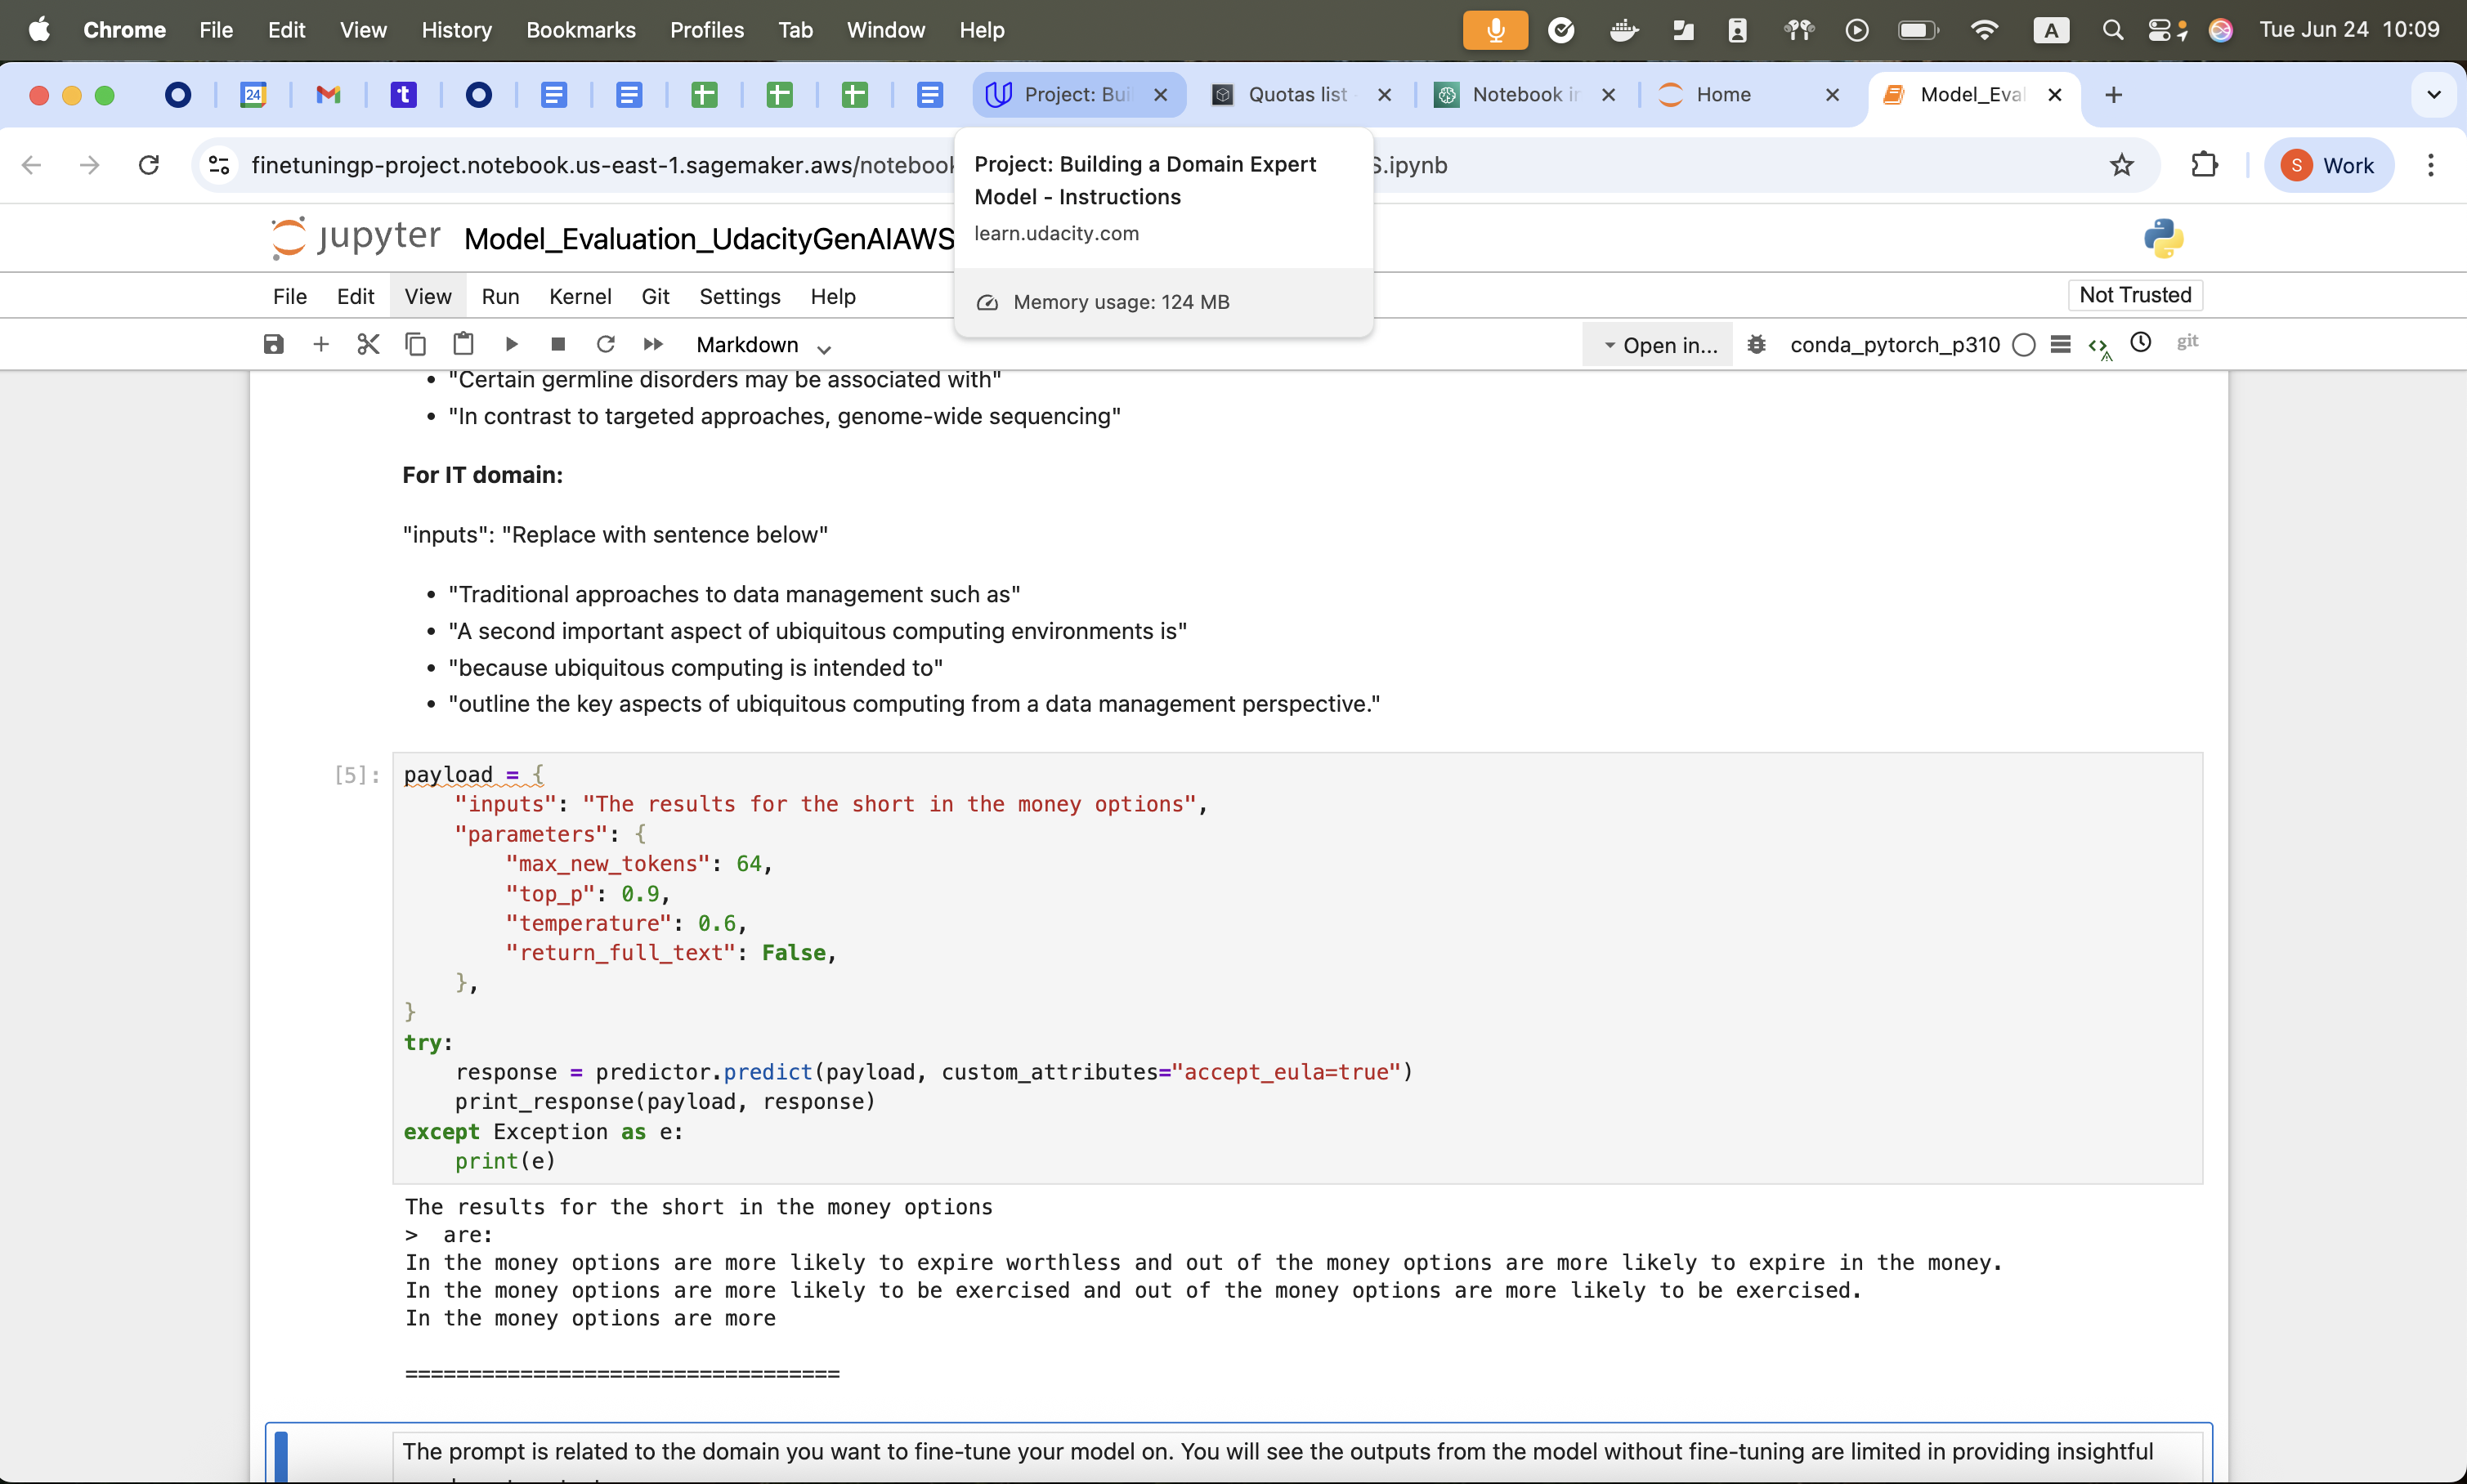 Chrome File Edit View History Bookmarks Profiles Tab Window Help A Tue Jun 24 10:09
24 t Project: Bui Quotas list Notebook in Home Model_Eval
finetuningp-project.notebook.us-east-1.sagemaker.aws/notebook S.ipynb S Work
Project: Building a Domain Expert
Model - Instructions
learn.udacity.com
Memory usage: 124 MB
jupyter Model_Evaluation_UdacityGenAIAWS
File Edit View Run Kernel Git Settings Help Not Trusted
Markdown Open in... conda_pytorch_p310 git
• "Certain germline disorders may be associated with"
• "In contrast to targeted approaches, genome-wide sequencing"
For IT domain:
"inputs": "Replace with sentence below"
• "Traditional approaches to data management such as"
• "A second important aspect of ubiquitous computing environments is"
• "because ubiquitous computing is intended to"
• "outline the key aspects of ubiquitous computing from a data management perspective."
[5]: payload = {
"inputs": "The results for the short in the money options",
"parameters": {
"max_new_tokens": 64,
"top_p": 0.9,
"temperature": 0.6,
"return_full_text": False,
},
}
try:
response = predictor.predict(payload, custom_attributes="accept_eula=true")
print_response(payload, response)
except Exception as e:
print(e)
The results for the short in the money options
> are:
In the money options are more likely to expire worthless and out of the money options are more likely to expire in the money.
In the money options are more likely to be exercised and out of the money options are more likely to be exercised.
In the money options are more
==================================
The prompt is related to the domain you want to fine-tune your model on. You will see the outputs from the model without fine-tuning are limited in providing insightful